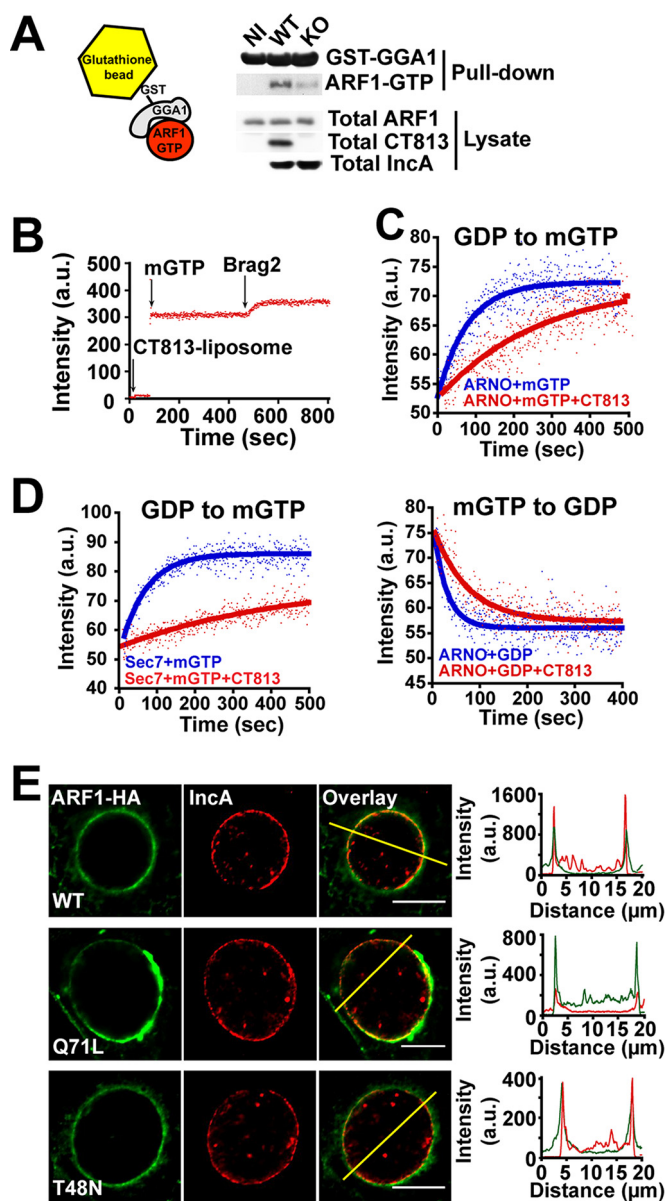 A
Glutathione
bead
GST
GGA1
ARF1
GTP
NI WT KO
GST-GGA1
ARF1-GTP
Pull-down
Total ARF1
Total CT813
Total IncA
Lysate
B
Intensity (a.u.)
500
400
300
200
100
0
mGTP
Brag2
CT813-liposome
0 200 400 600 800
Time (sec)
C
GDP to mGTP
Intensity (a.u.)
80
75
70
65
60
55
50
ARNO+mGTP
ARNO+mGTP+CT813
0 100 200 300 400 500
Time (sec)
D
GDP to mGTP
Intensity (a.u.)
100
90
80
70
60
50
40
Sec7+mGTP
Sec7+mGTP+CT813
0 100 200 300 400 500
Time (sec)
mGTP to GDP
Intensity (a.u.)
80
75
70
65
60
55
50
45
ARNO+GDP
ARNO+GDP+CT813
0 100 200 300 400
Time (sec)
E
ARF1-HA
IncA
Overlay
WT
Intensity
(a.u.)
1600
800
0
0 5 10 15 20
Distance (µm)
Q71L
Intensity
(a.u.)
800
400
0
0 5 10 15 20
Distance (µm)
T48N
Intensity
(a.u.)
400
200
0
0 5 10 15 20
Distance (µm)